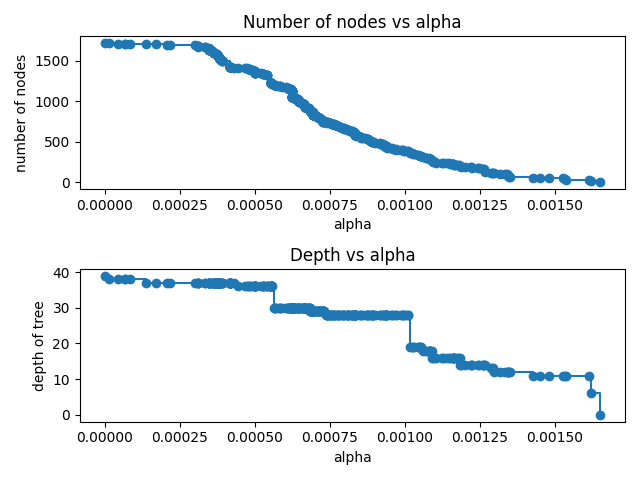 Number of nodes vs alpha
number of nodes
1500
1000
500
0
0.00000 0.00025 0.00050 0.00075 0.00100 0.00125 0.00150
alpha
Depth vs alpha
depth of tree
40
30
20
10
0
0.00000 0.00025 0.00050 0.00075 0.00100 0.00125 0.00150
alpha